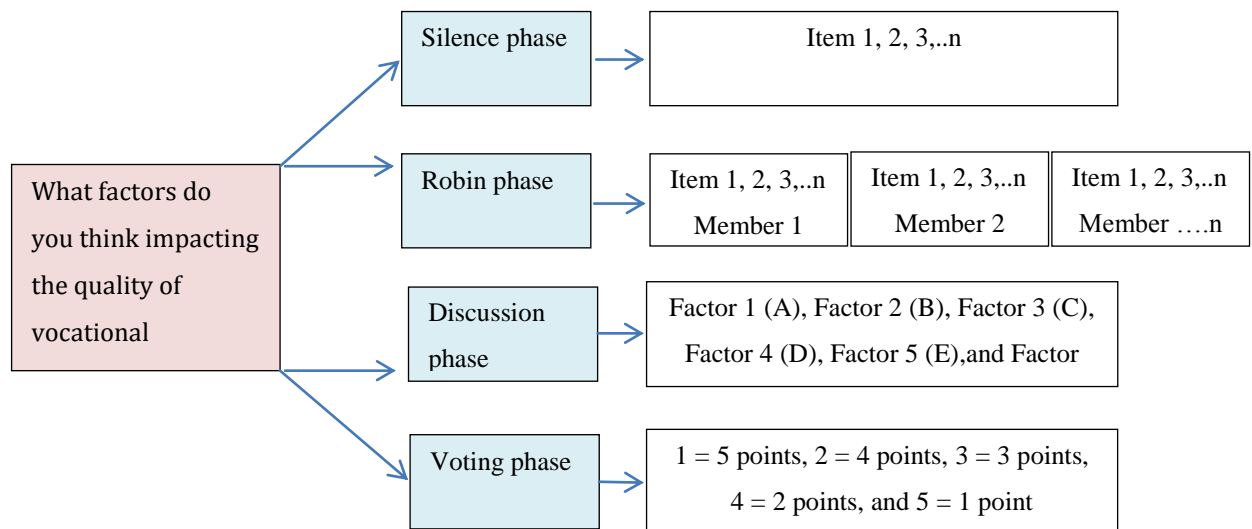 What factors do
you think impacting
the quality of
vocational
Silence phase
Item 1, 2, 3,..n
Robin phase
Item 1, 2, 3,..n
Member 1
Item 1, 2, 3,..n
Member 2
Item 1, 2, 3,..n
Member ….n
Discussion
phase
Factor 1 (A), Factor 2 (B), Factor 3 (C),
Factor 4 (D), Factor 5 (E),and Factor
Voting phase
1 = 5 points, 2 = 4 points, 3 = 3 points,
4 = 2 points, and 5 = 1 point